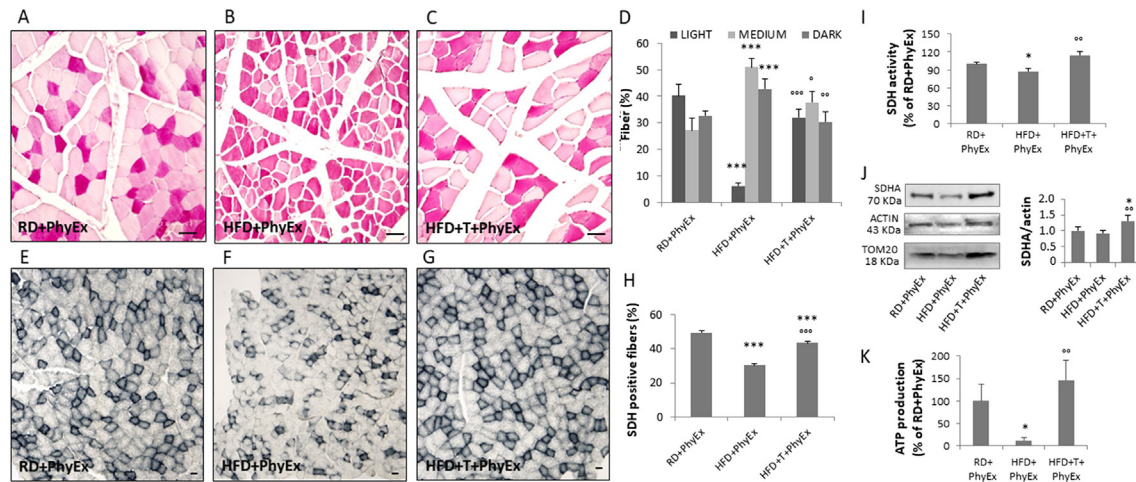 A
B
C
RD+PhyEx
HFD+PhyEx
HFD+T+PhyEx
D
LIGHT MEDIUM DARK
Fiber (%)
60
50
40
30
20
10
0
***
***
***
°°°
°
°°
RD+PhyEx
HFD+PhyEx
HFD+T+PhyEx
E
F
G
RD+PhyEx
HFD+PhyEx
HFD+T+PhyEx
H
SDH positive fibers (%)
60
40
20
0
***
***
°°°
RD+PhyEx
HFD+PhyEx
HFD+T+PhyEx
I
SDH activity
(% of RD+PhyEx)
150
120
90
60
30
0
*
°°
RD+
PhyEx
HFD+
PhyEx
HFD+T+
PhyEx
J
SDHA
70 KDa
ACTIN
43 KDa
TOM20
18 KDa
RD+PhyEx
HFD+PhyEx
HFD+T+PhyEx
SDHA/actin
2.0
1.5
1.0
0.5
0
*
°°
RD+PhyEx
HFD+PhyEx
HFD+T+PhyEx
K
ATP production
(% of RD+PhyEx)
200
150
100
50
0
*
°°
RD+
PhyEx
HFD+
PhyEx
HFD+T+
PhyEx